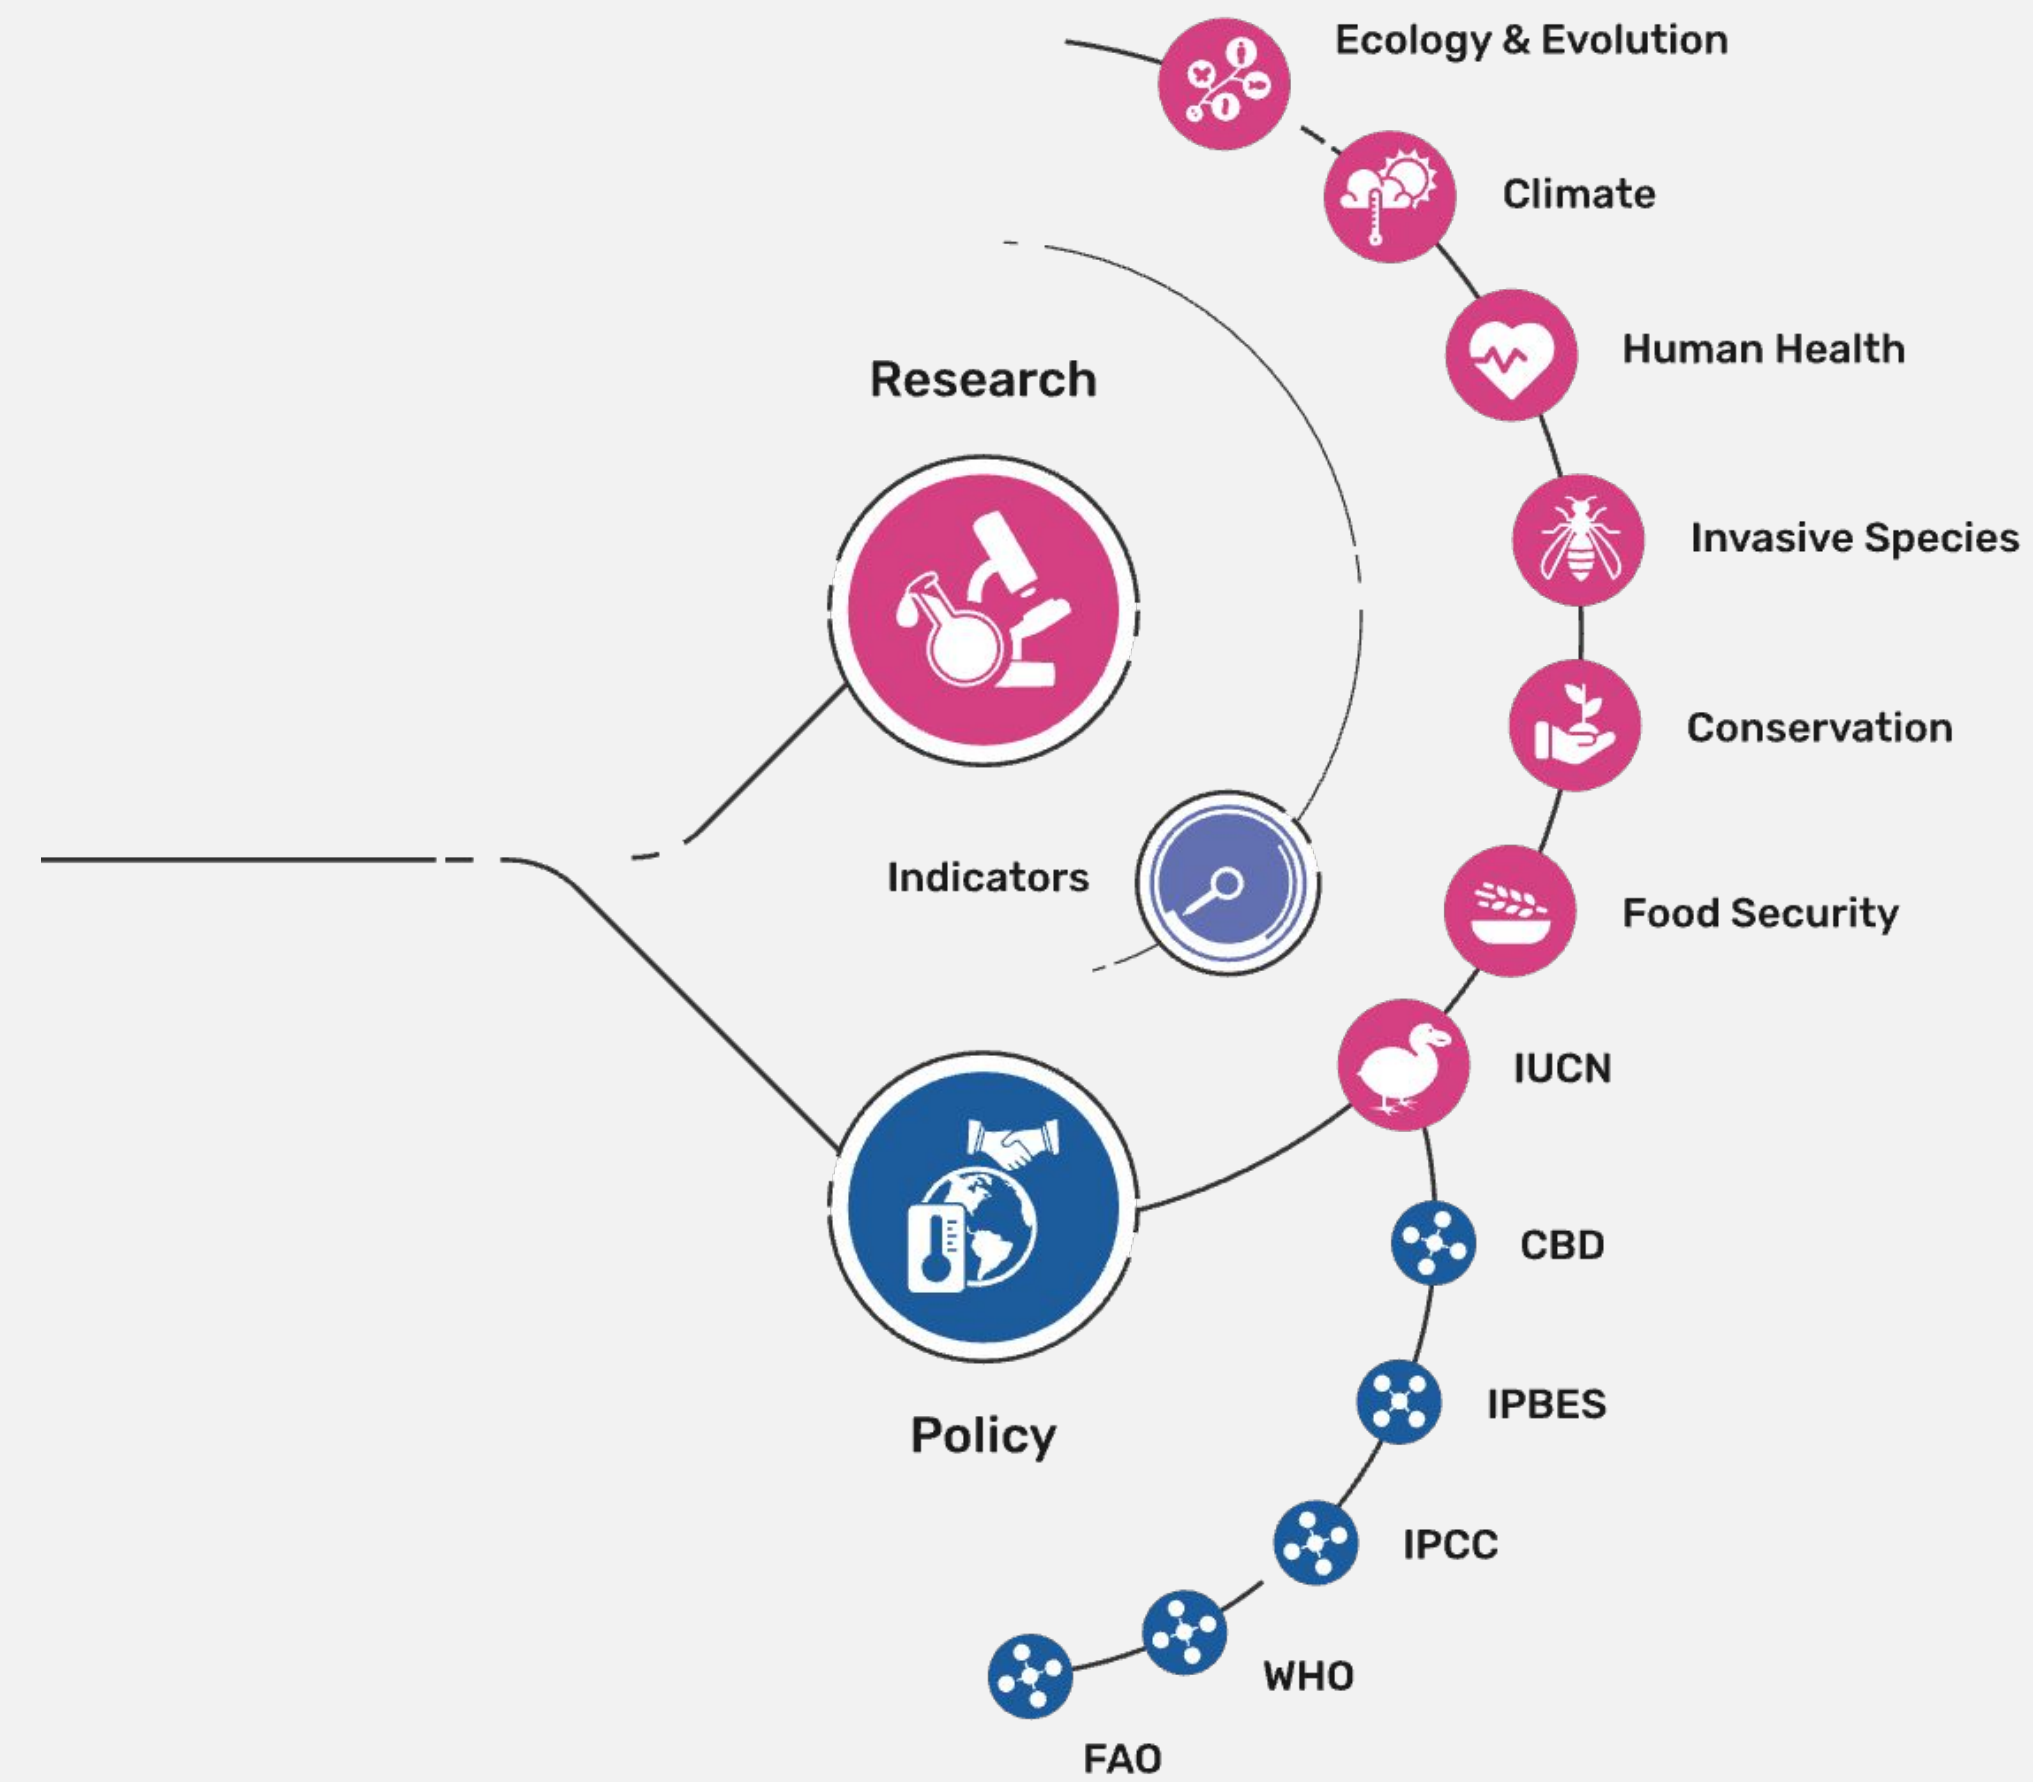 Ecology & Evolution
Climate
Human Health
Research
Invasive Species
Conservation
Indicators
Food Security
IUCN
CBD
IPBES
Policy
IPCC
WHO
FAO